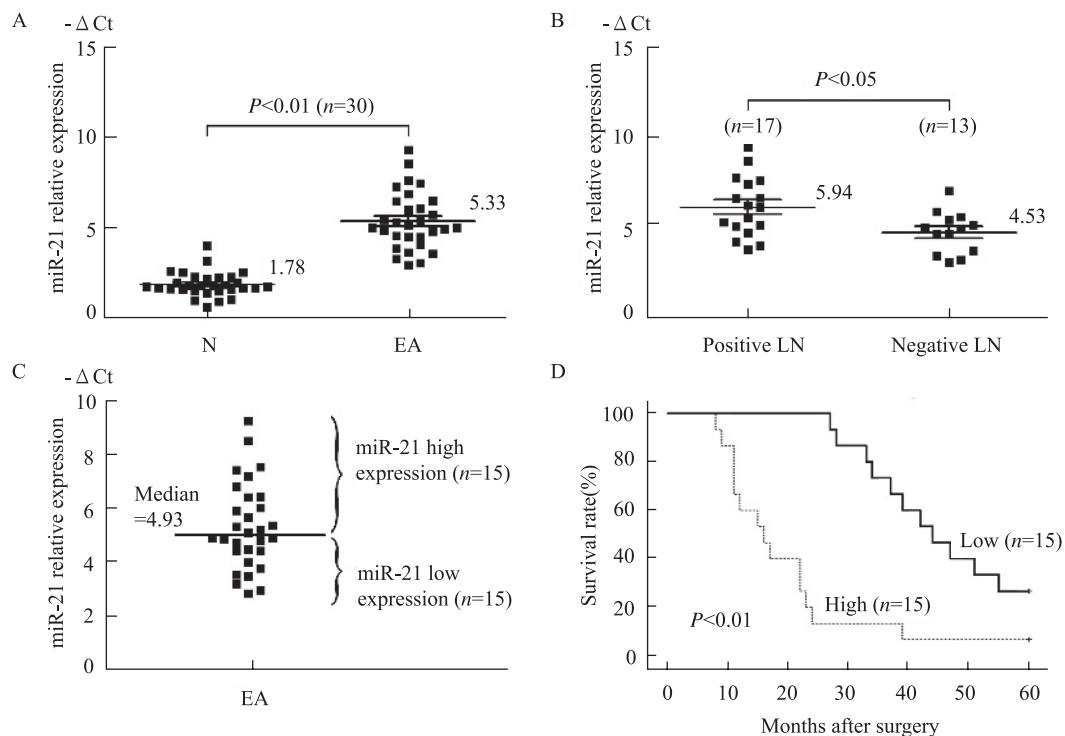 A
- Δ Ct
miR-21 relative expression
15
10
5
0
P<0.01 (n=30)
1.78
5.33
N
EA
B
- Δ Ct
miR-21 relative expression
15
10
5
0
P<0.05
(n=17)
(n=13)
5.94
4.53
Positive LN
Negative LN
C
- Δ Ct
miR-21 relative expression
10
8
6
4
2
0
Median
=4.93
miR-21 high
expression (n=15)
miR-21 low
expression (n=15)
EA
D
Survival rate(%)
100
80
60
40
20
0
Low (n=15)
High (n=15)
P<0.01
0
10
20
30
40
50
60
Months after surgery